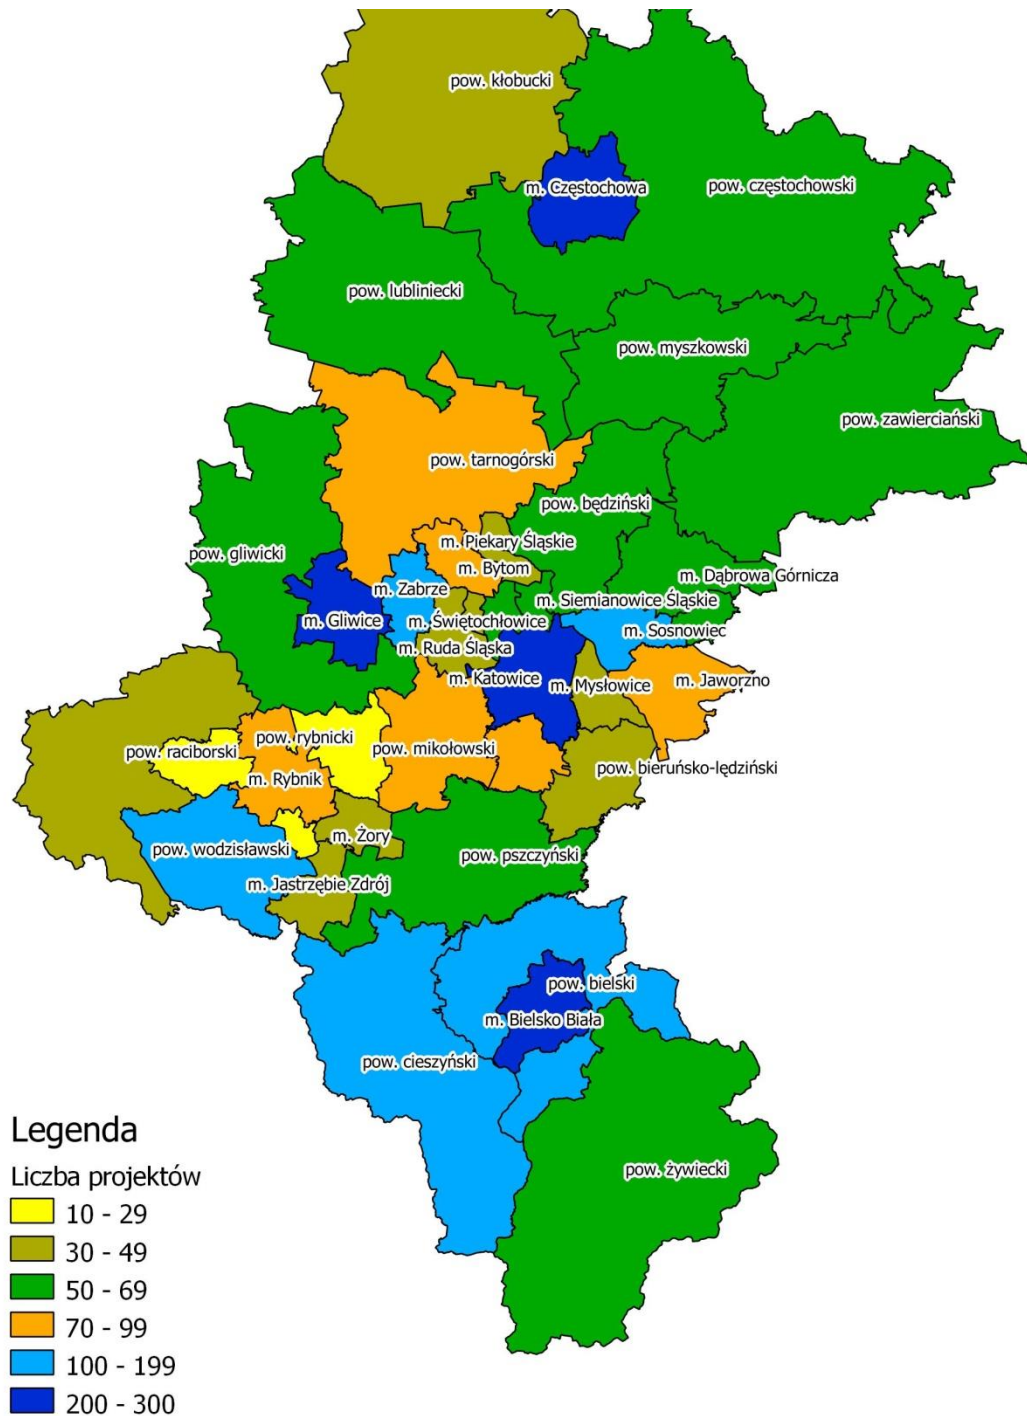 pow. kłobucki
m. Częstochowa
pow. częstochowski
pow. lubliniecki
pow. myszkowski
pow. zawierciański
pow. tarnogórski
pow. będziński
m. Piekary Śląskie
pow. gliwicki
m. Bytom
m. Dąbrowa Górnicza
m. Zabrze
m. Siemianowice Śląskie
m. Gliwice
m. Świętochłowice
m. Sosnowiec
m. Ruda Śląska
m. Katowice
m. Mysłowice
m. Jaworzno
pow. rybnicki
pow. raciborski
pow. mikołowski
pow. bieruńsko-lędziński
m. Rybnik
m. Żory
pow. wodzisławski
pow. pszczyński
m. Jastrzębie Zdrój
pow. bielski
m. Bielsko Biała
pow. cieszyński
pow. żywiecki
Legenda
Liczba projektów
10 - 29
30 - 49
50 - 69
70 - 99
100 - 199
200 - 300